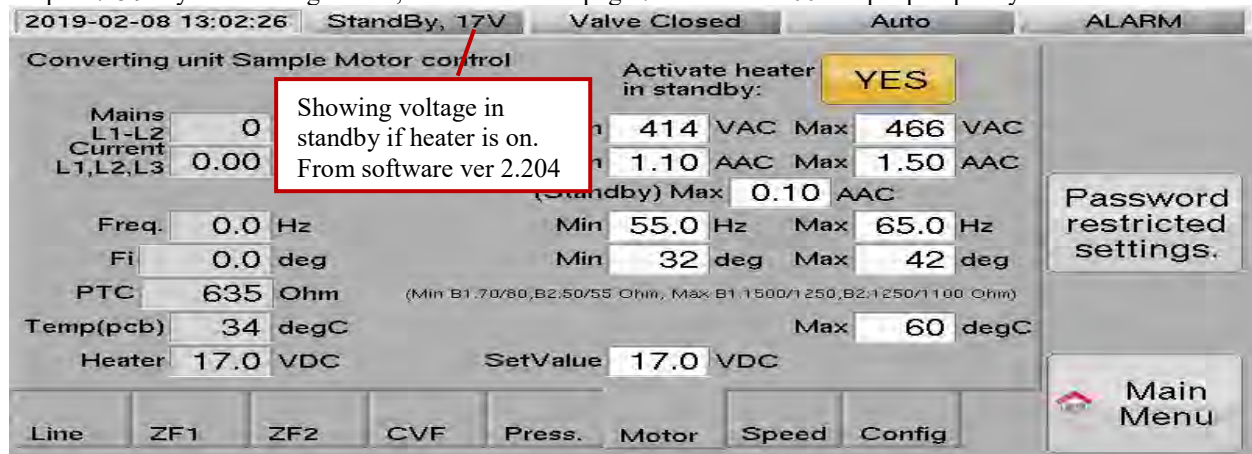 2019-02-08 13:02:26 StandBy, 17V Valve Closed Auto ALARM
Converting unit Sample Motor control
Activate heater in standby: YES
Showing voltage in
standby if heater is on.
From software ver 2.204
Mains L1-L2 0 414 VAC Max 466 VAC
Current L1,L2,L3 0.00 1.10 AAC Max 1.50 AAC
(Standby) Max 0.10 AAC
Freq. 0.0 Hz Min 55.0 Hz Max 65.0 Hz
Fi 0.0 deg Min 32 deg Max 42 deg
PTC 635 Ohm (Min B1:70/80,B2:50/55 Ohm, Max B1:1500/1250,B2:1250/1100 Ohm)
Temp(pcb) 34 degC Max 60 degC
Heater 17.0 VDC SetValue 17.0 VDC
Password
restricted
settings.
Main
Menu
Line ZF1 ZF2 CVF Press. Motor Speed Config